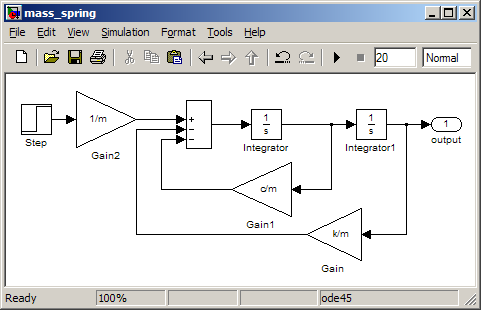 mass_spring
File Edit View Simulation Format Tools Help
20 Normal
Step
1/m
Gain2
+
−
−
1
s
Integrator
1
s
Integrator1
1
output
c/m
Gain1
k/m
Gain
Ready 100% ode45